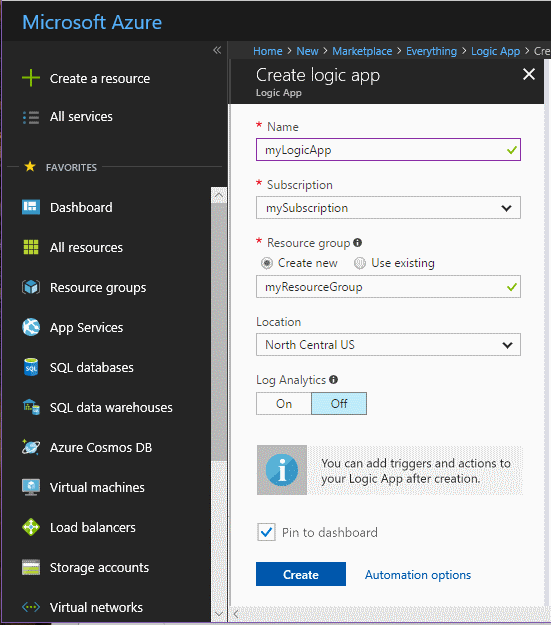 Microsoft Azure
«
Create a resource
All services
FAVORITES
Dashboard
All resources
Resource groups
App Services
SQL databases
SQL data warehouses
Azure Cosmos DB
Virtual machines
Load balancers
Storage accounts
Virtual networks
Home > New > Marketplace > Everything > Logic App > Cre
Create logic app
Logic App
* Name
myLogicApp
* Subscription
mySubscription
* Resource group
Create new Use existing
myResourceGroup
Location
North Central US
Log Analytics
On Off
You can add triggers and actions to
your Logic App after creation.
Pin to dashboard
Create Automation options